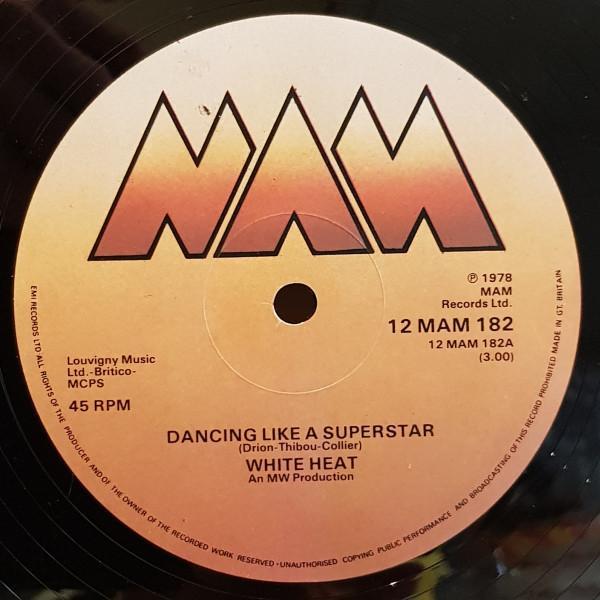 MAM
℗ 1978
MAM
Records Ltd.
12 MAM 182
12 MAM 182A
(3.00)
Louvigny Music
Ltd.-Britico-
MCPS
45 RPM
DANCING LIKE A SUPERSTAR
(Drion-Thibou-Collier)
WHITE HEAT
An MW Production
EMI RECORDS LTD ALL RIGHTS OF THE PRODUCER AND OF THE OWNER OF THE RECORDED WORK RESERVED·UNAUTHORISED COPYING PUBLIC PERFORMANCE AND BROADCASTING OF THIS RECORD PROHIBITED MADE IN GT. BRITAIN